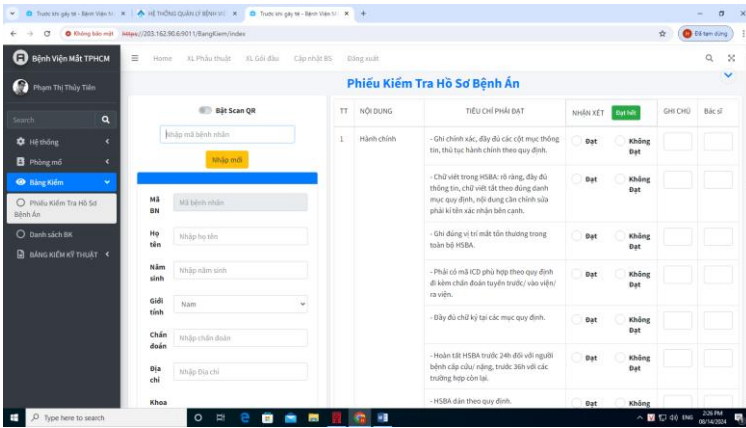 Trước khi gây tê - Bệnh Viện Mắ
HỆ THỐNG QUẢN LÝ BỆNH VIỆ
Trước khi gây tê - Bệnh Viện Mắ
Không bảo mật
https://203.162.90.6:9011/BangKiem/index
Đã tạm dừng
Bệnh Viện Mắt TPHCM
Home
XL Phẫu thuật
XL Gói đầu
Cập nhật BS
Đăng xuất
Phạm Thị Thủy Tiên
Search
Hệ thống
Phòng mổ
Bảng Kiểm
Phiếu Kiểm Tra Hồ Sơ
Bệnh Án
Danh sách BK
BẢNG KIỂM KỸ THUẬT
Phiếu Kiểm Tra Hồ Sơ Bệnh Án
Bật Scan QR
Nhập mã bệnh nhân
Nhập mới
Mã
BN
Mã bệnh nhân
Họ
tên
Nhập họ tên
Năm
sinh
Nhập năm sinh
Giới
tính
Nam
Chẩn
đoán
Nhập chẩn đoán
Địa
chỉ
Nhập Địa chỉ
Khoa
TT NỘI DUNG TIÊU CHÍ PHẢI ĐẠT NHẬN XÉT Đạt hết GHI CHÚ Bác sĩ
1 Hành chính
- Ghi chính xác, đầy đủ các cột mục thông
tin, thủ tục hành chính theo quy định.
Đạt Không
Đạt
- Chữ viết trong HSBA: rõ ràng, đầy đủ
thông tin, chữ viết tắt theo đúng danh
mục quy định, nội dung cần chỉnh sửa
phải kí tên xác nhận bên cạnh.
Đạt Không
Đạt
- Ghi đúng vị trí mắt tổn thương trong
toàn bộ HSBA.
Đạt Không
Đạt
- Phải có mã ICD phù hợp theo quy định
đi kèm chẩn đoán tuyến trước/ vào viện/
ra viện.
Đạt Không
Đạt
- Đầy đủ chữ ký tại các mục quy định.
Đạt Không
Đạt
- Hoàn tất HSBA trước 24h đối với người
bệnh cấp cứu/ nặng, trước 36h với các
trường hợp còn lại.
Đạt Không
Đạt
- HSBA dán theo quy định.
Đạt Không
Type here to search
ENG
2:26 PM
08/14/2024